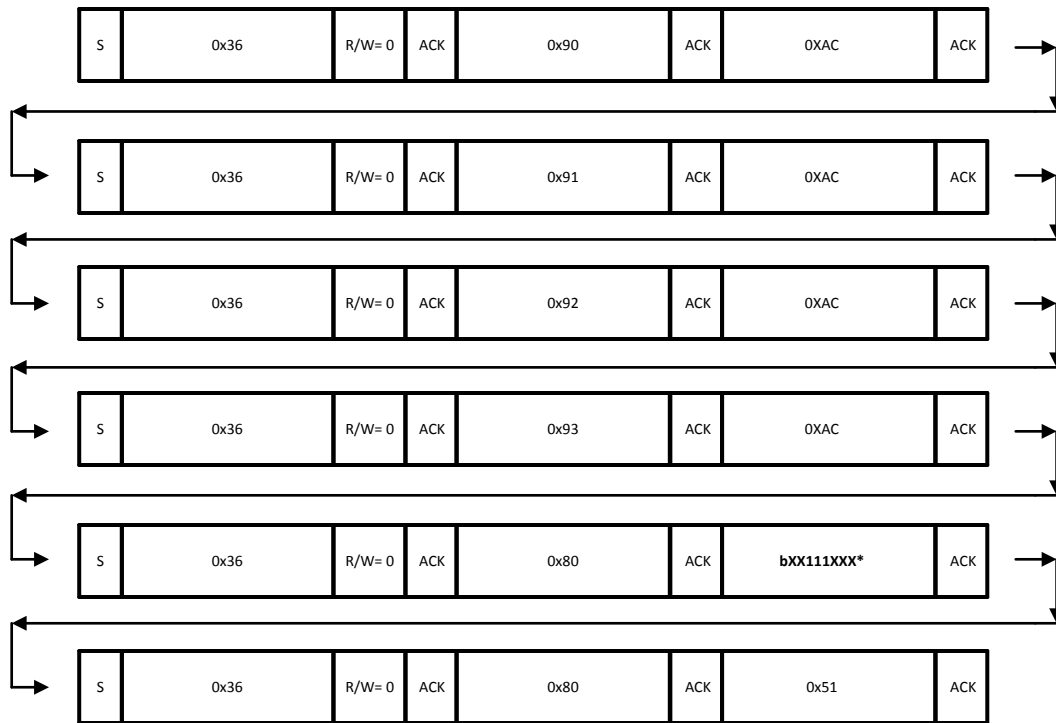 S 0x36 R/W= 0 ACK 0x90 ACK 0XAC ACK
S 0x36 R/W= 0 ACK 0x91 ACK 0XAC ACK
S 0x36 R/W= 0 ACK 0x92 ACK 0XAC ACK
S 0x36 R/W= 0 ACK 0x93 ACK 0XAC ACK
S 0x36 R/W= 0 ACK 0x80 ACK bXX111XXX* ACK
S 0x36 R/W= 0 ACK 0x80 ACK 0x51 ACK